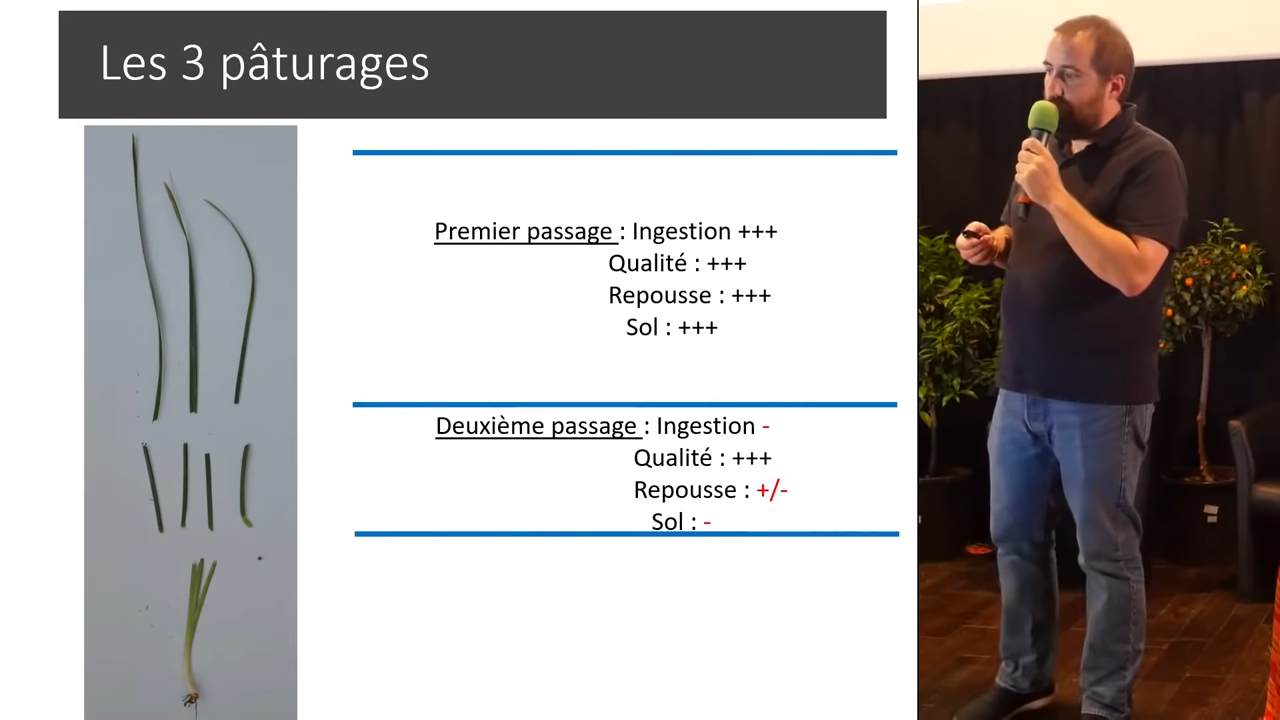 Les 3 pâturages
Premier passage : Ingestion +++
Qualité : +++
Repousse : +++
Sol : +++
Deuxième passage : Ingestion -
Qualité : +++
Repousse : +/-
Sol : -